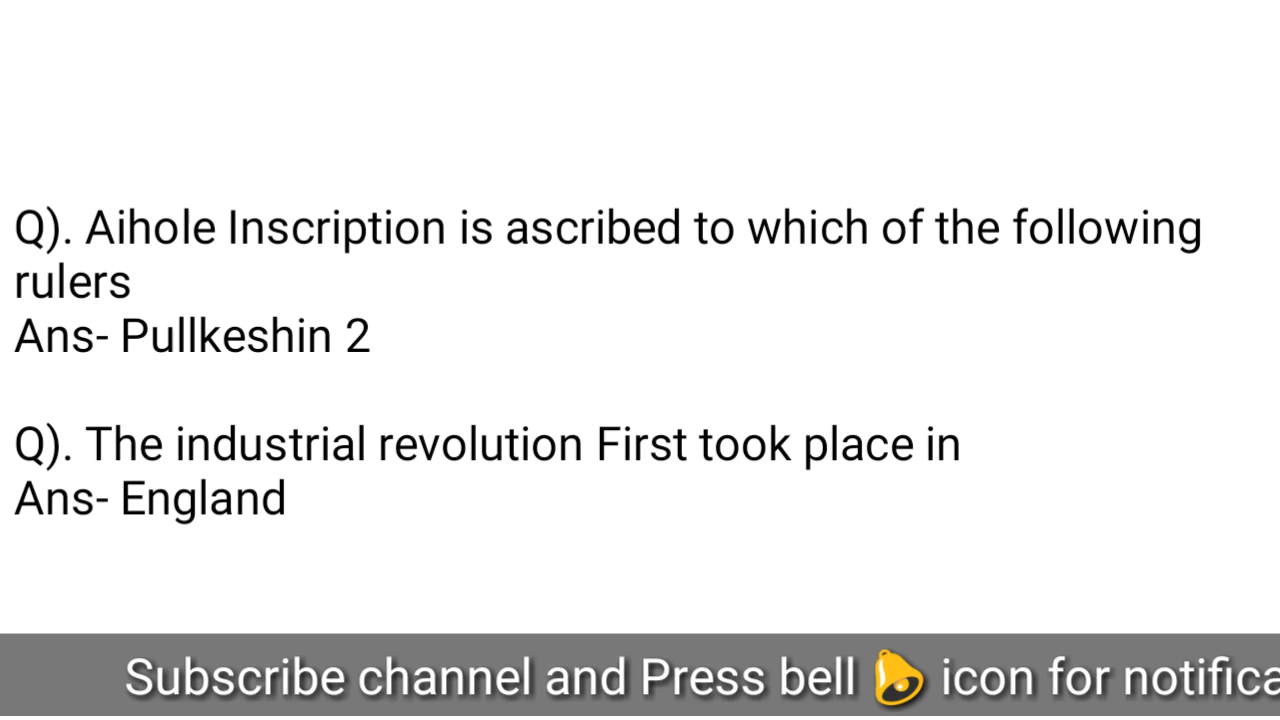 Q). Aihole Inscription is ascribed to which of the following
rulers
Ans- Pullkeshin 2
Q). The industrial revolution First took place in
Ans- England
Subscribe channel and Press bell 🔔 icon for notifica